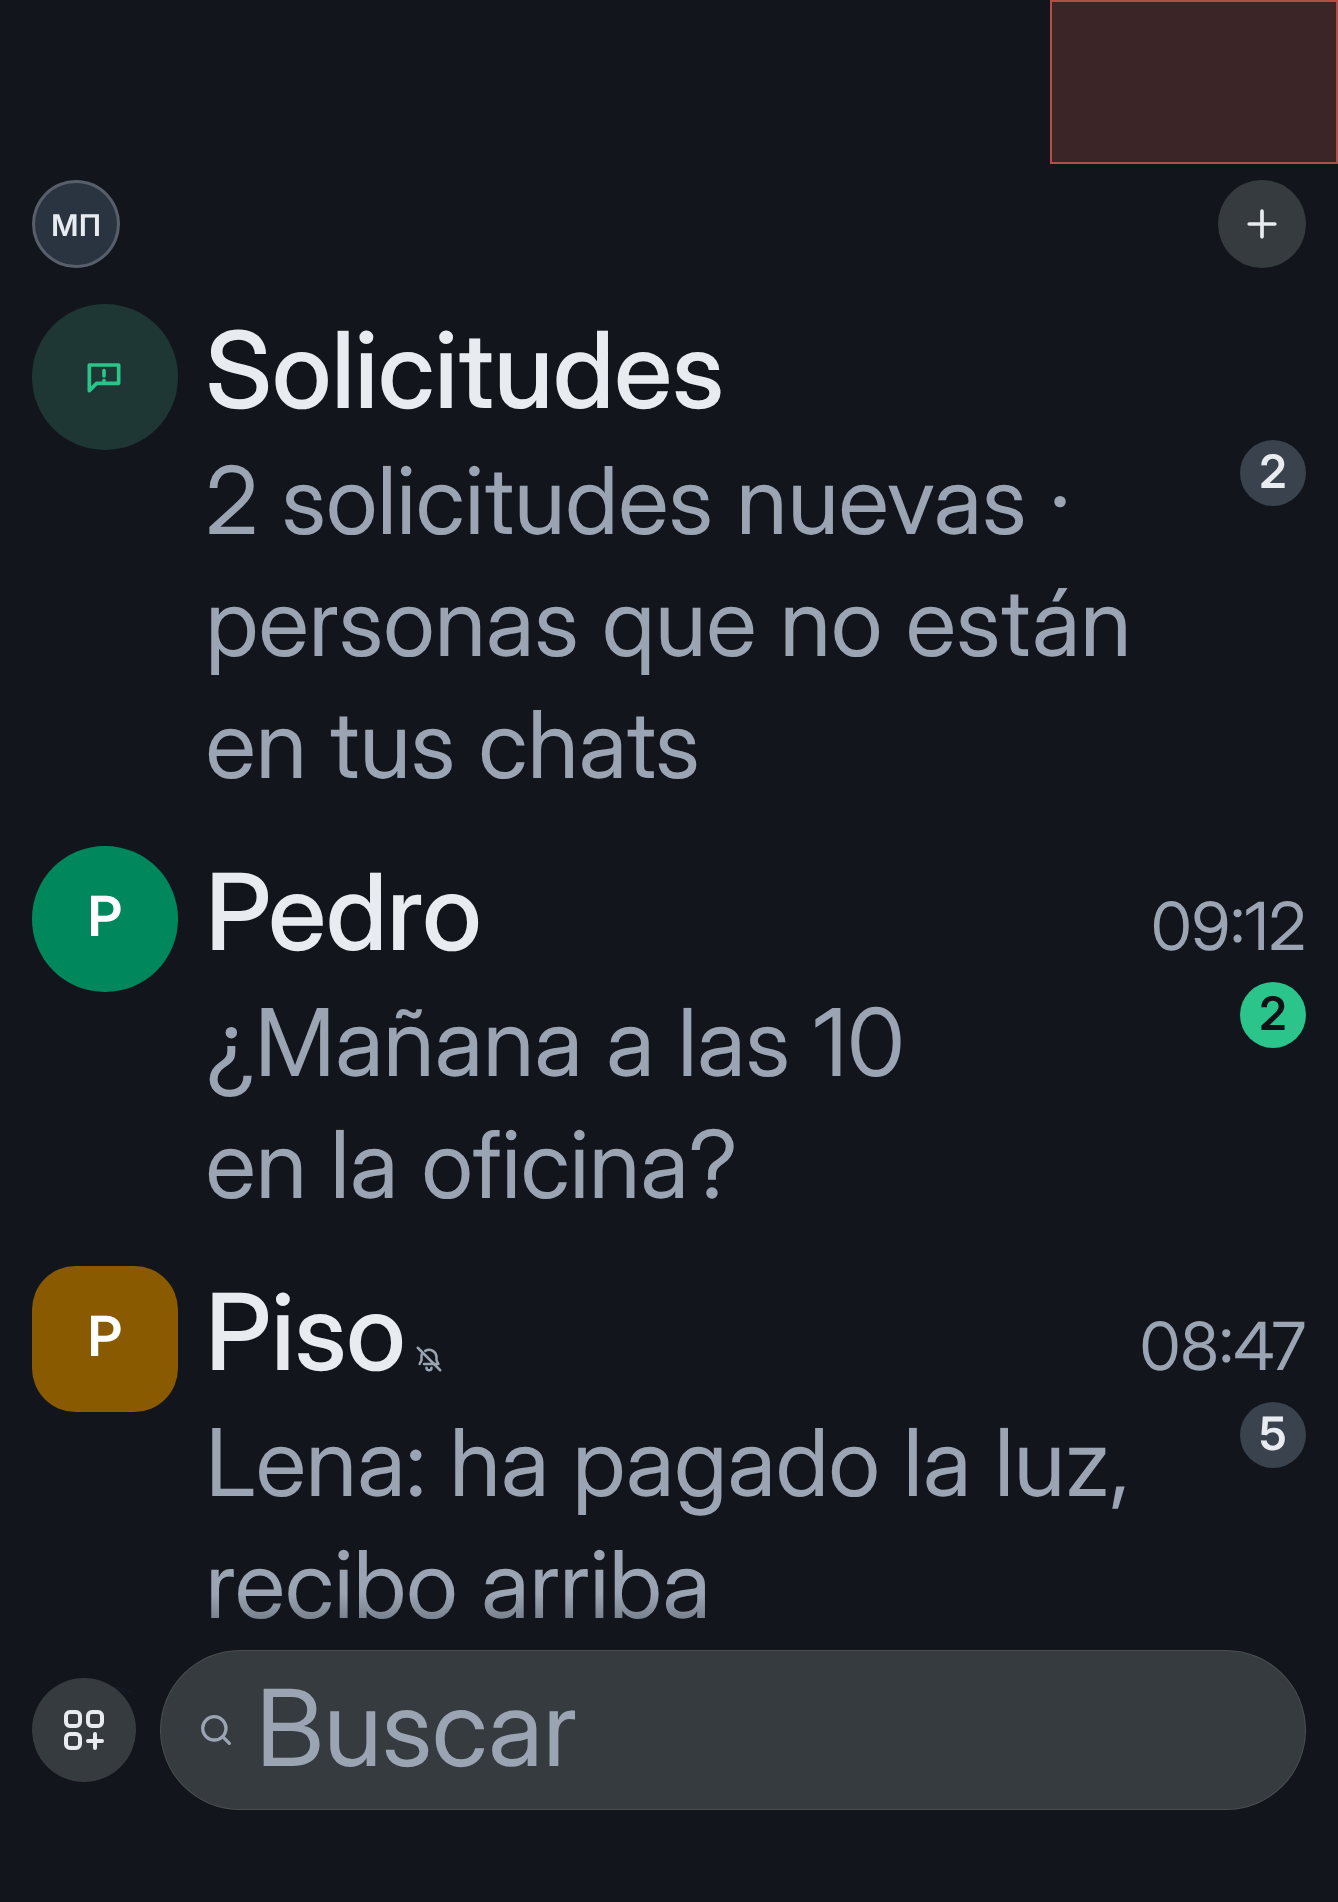 МП
Solicitudes
2 solicitudes nuevas ·
2
personas que no están
en tus chats
P
Pedro
09:12
¿Mañana a las 10
2
en la oficina?
P
Piso
08:47
Lena: ha pagado la luz,
5
recibo arriba
Buscar